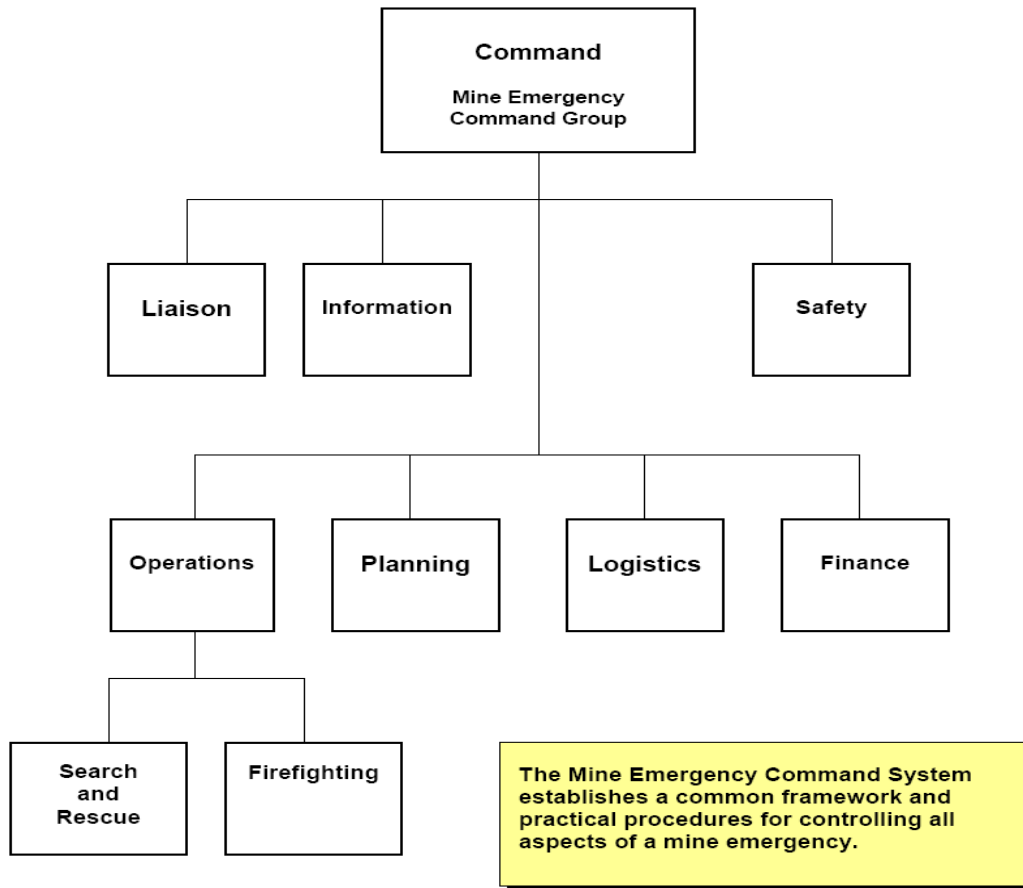 Command
Mine Emergency
Command Group
Liaison
Information
Safety
Operations
Planning
Logistics
Finance
Search
and
Rescue
Firefighting
The Mine Emergency Command System
establishes a common framework and
practical procedures for controlling all
aspects of a mine emergency.